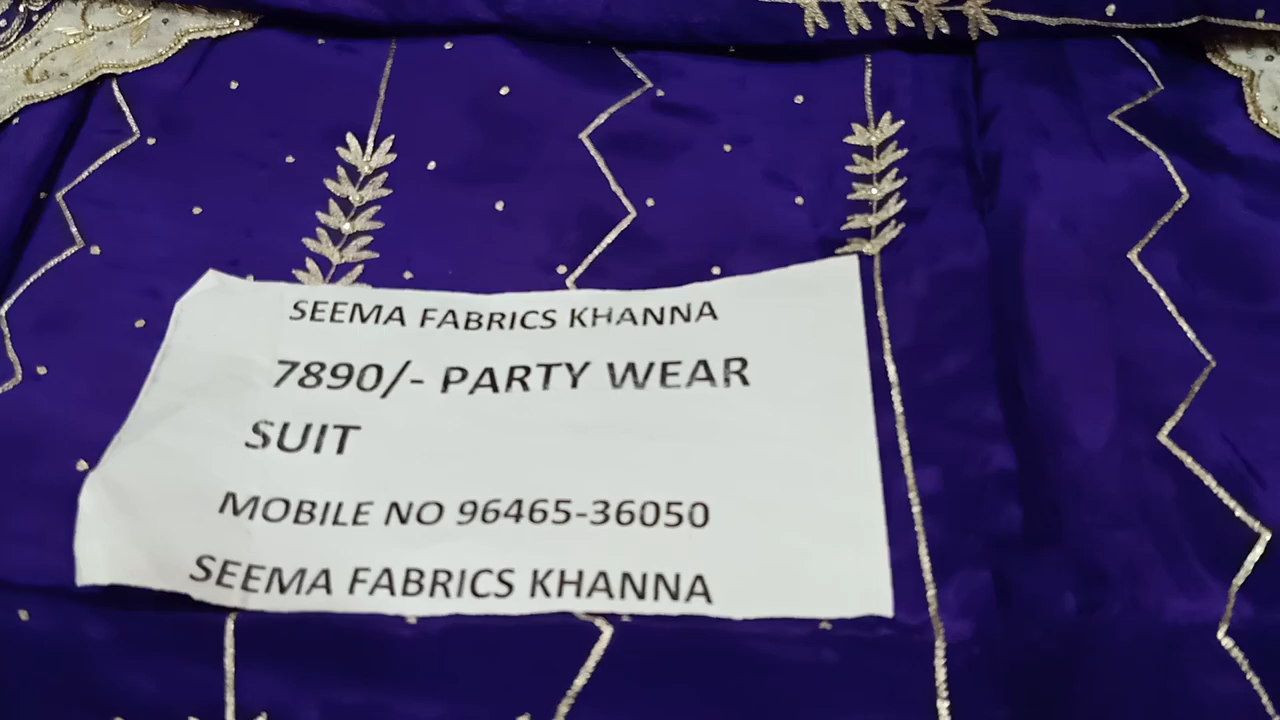 SEEMA FABRICS KHANNA
7890/- PARTY WEAR
SUIT
MOBILE NO 96465-36050
SEEMA FABRICS KHANNA